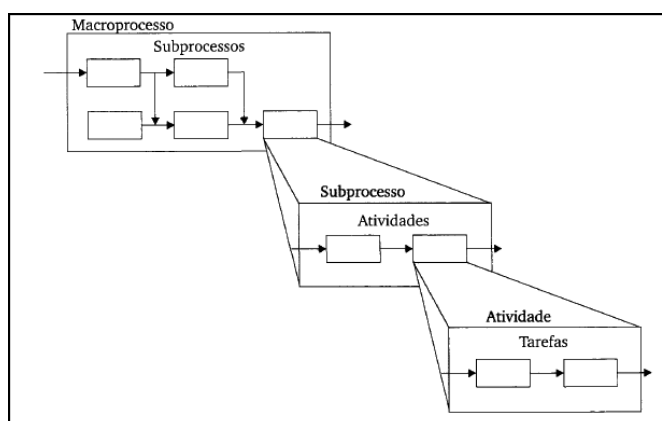 Macroprocesso
Subprocessos
Subprocesso
Atividades
Atividade
Tarefas